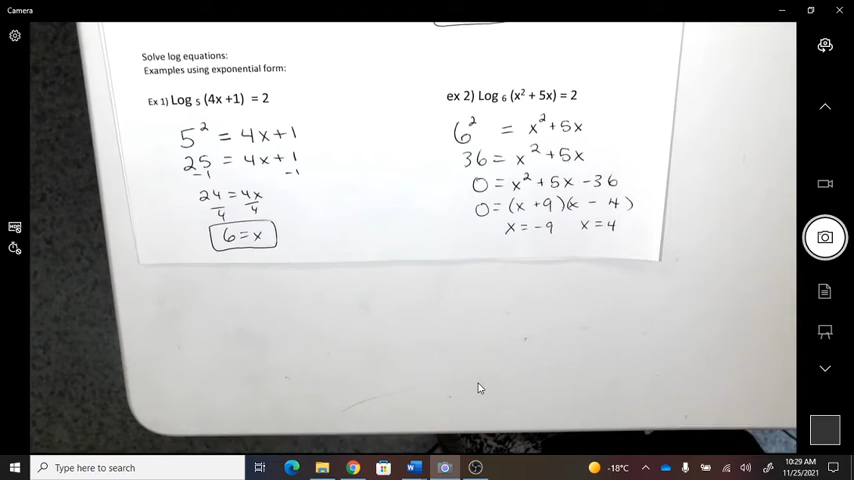 Camera
Solve log equations:
Examples using exponential form:
Ex 1) Log 5 (4x +1) = 2
5² = 4x+1
25 = 4x+1
-1 -1
24 = 4x
4 4
6 = x
ex 2) Log 6 (x² + 5x) = 2
6² = x²+5x
36 = x² +5x
0 = x² +5x -36
0 = (x +9)(x - 4)
x = -9 x = 4
Type here to search
-18°C
10:29 AM
11/25/2021